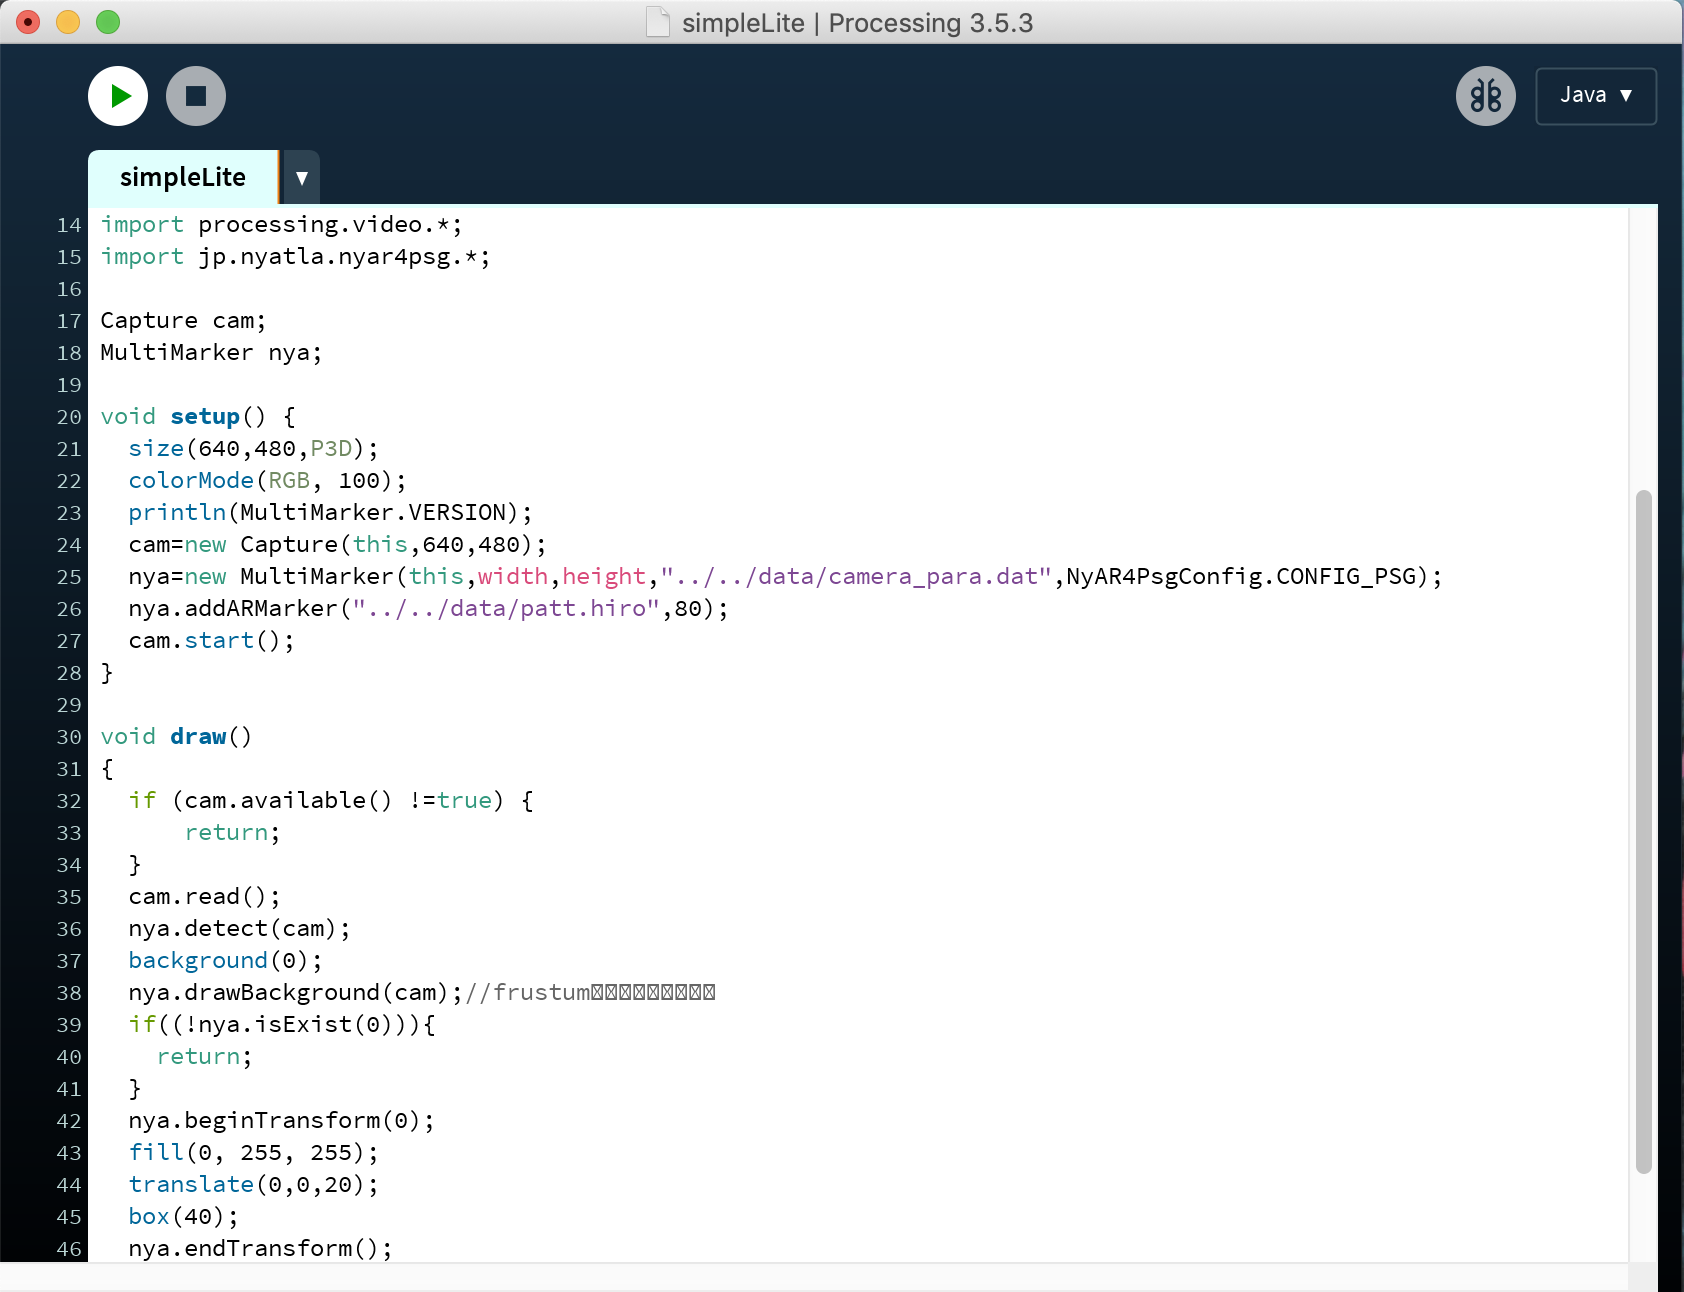 simpleLite | Processing 3.5.3
Java ▼
simpleLite ▼
14 import processing.video.*;
15 import jp.nyatla.nyar4psg.*;
16
17 Capture cam;
18 MultiMarker nya;
19
20 void setup() {
21   size(640,480,P3D);
22   colorMode(RGB, 100);
23   println(MultiMarker.VERSION);
24   cam=new Capture(this,640,480);
25   nya=new MultiMarker(this,width,height,"../../data/camera_para.dat",NyAR4PsgConfig.CONFIG_PSG);
26   nya.addARMarker("../../data/patt.hiro",80);
27   cam.start();
28 }
29
30 void draw()
31 {
32   if (cam.available() !=true) {
33       return;
34   }
35   cam.read();
36   nya.detect(cam);
37   background(0);
38   nya.drawBackground(cam);//frustum
39   if((!nya.isExist(0))){
40     return;
41   }
42   nya.beginTransform(0);
43   fill(0, 255, 255);
44   translate(0,0,20);
45   box(40);
46   nya.endTransform();